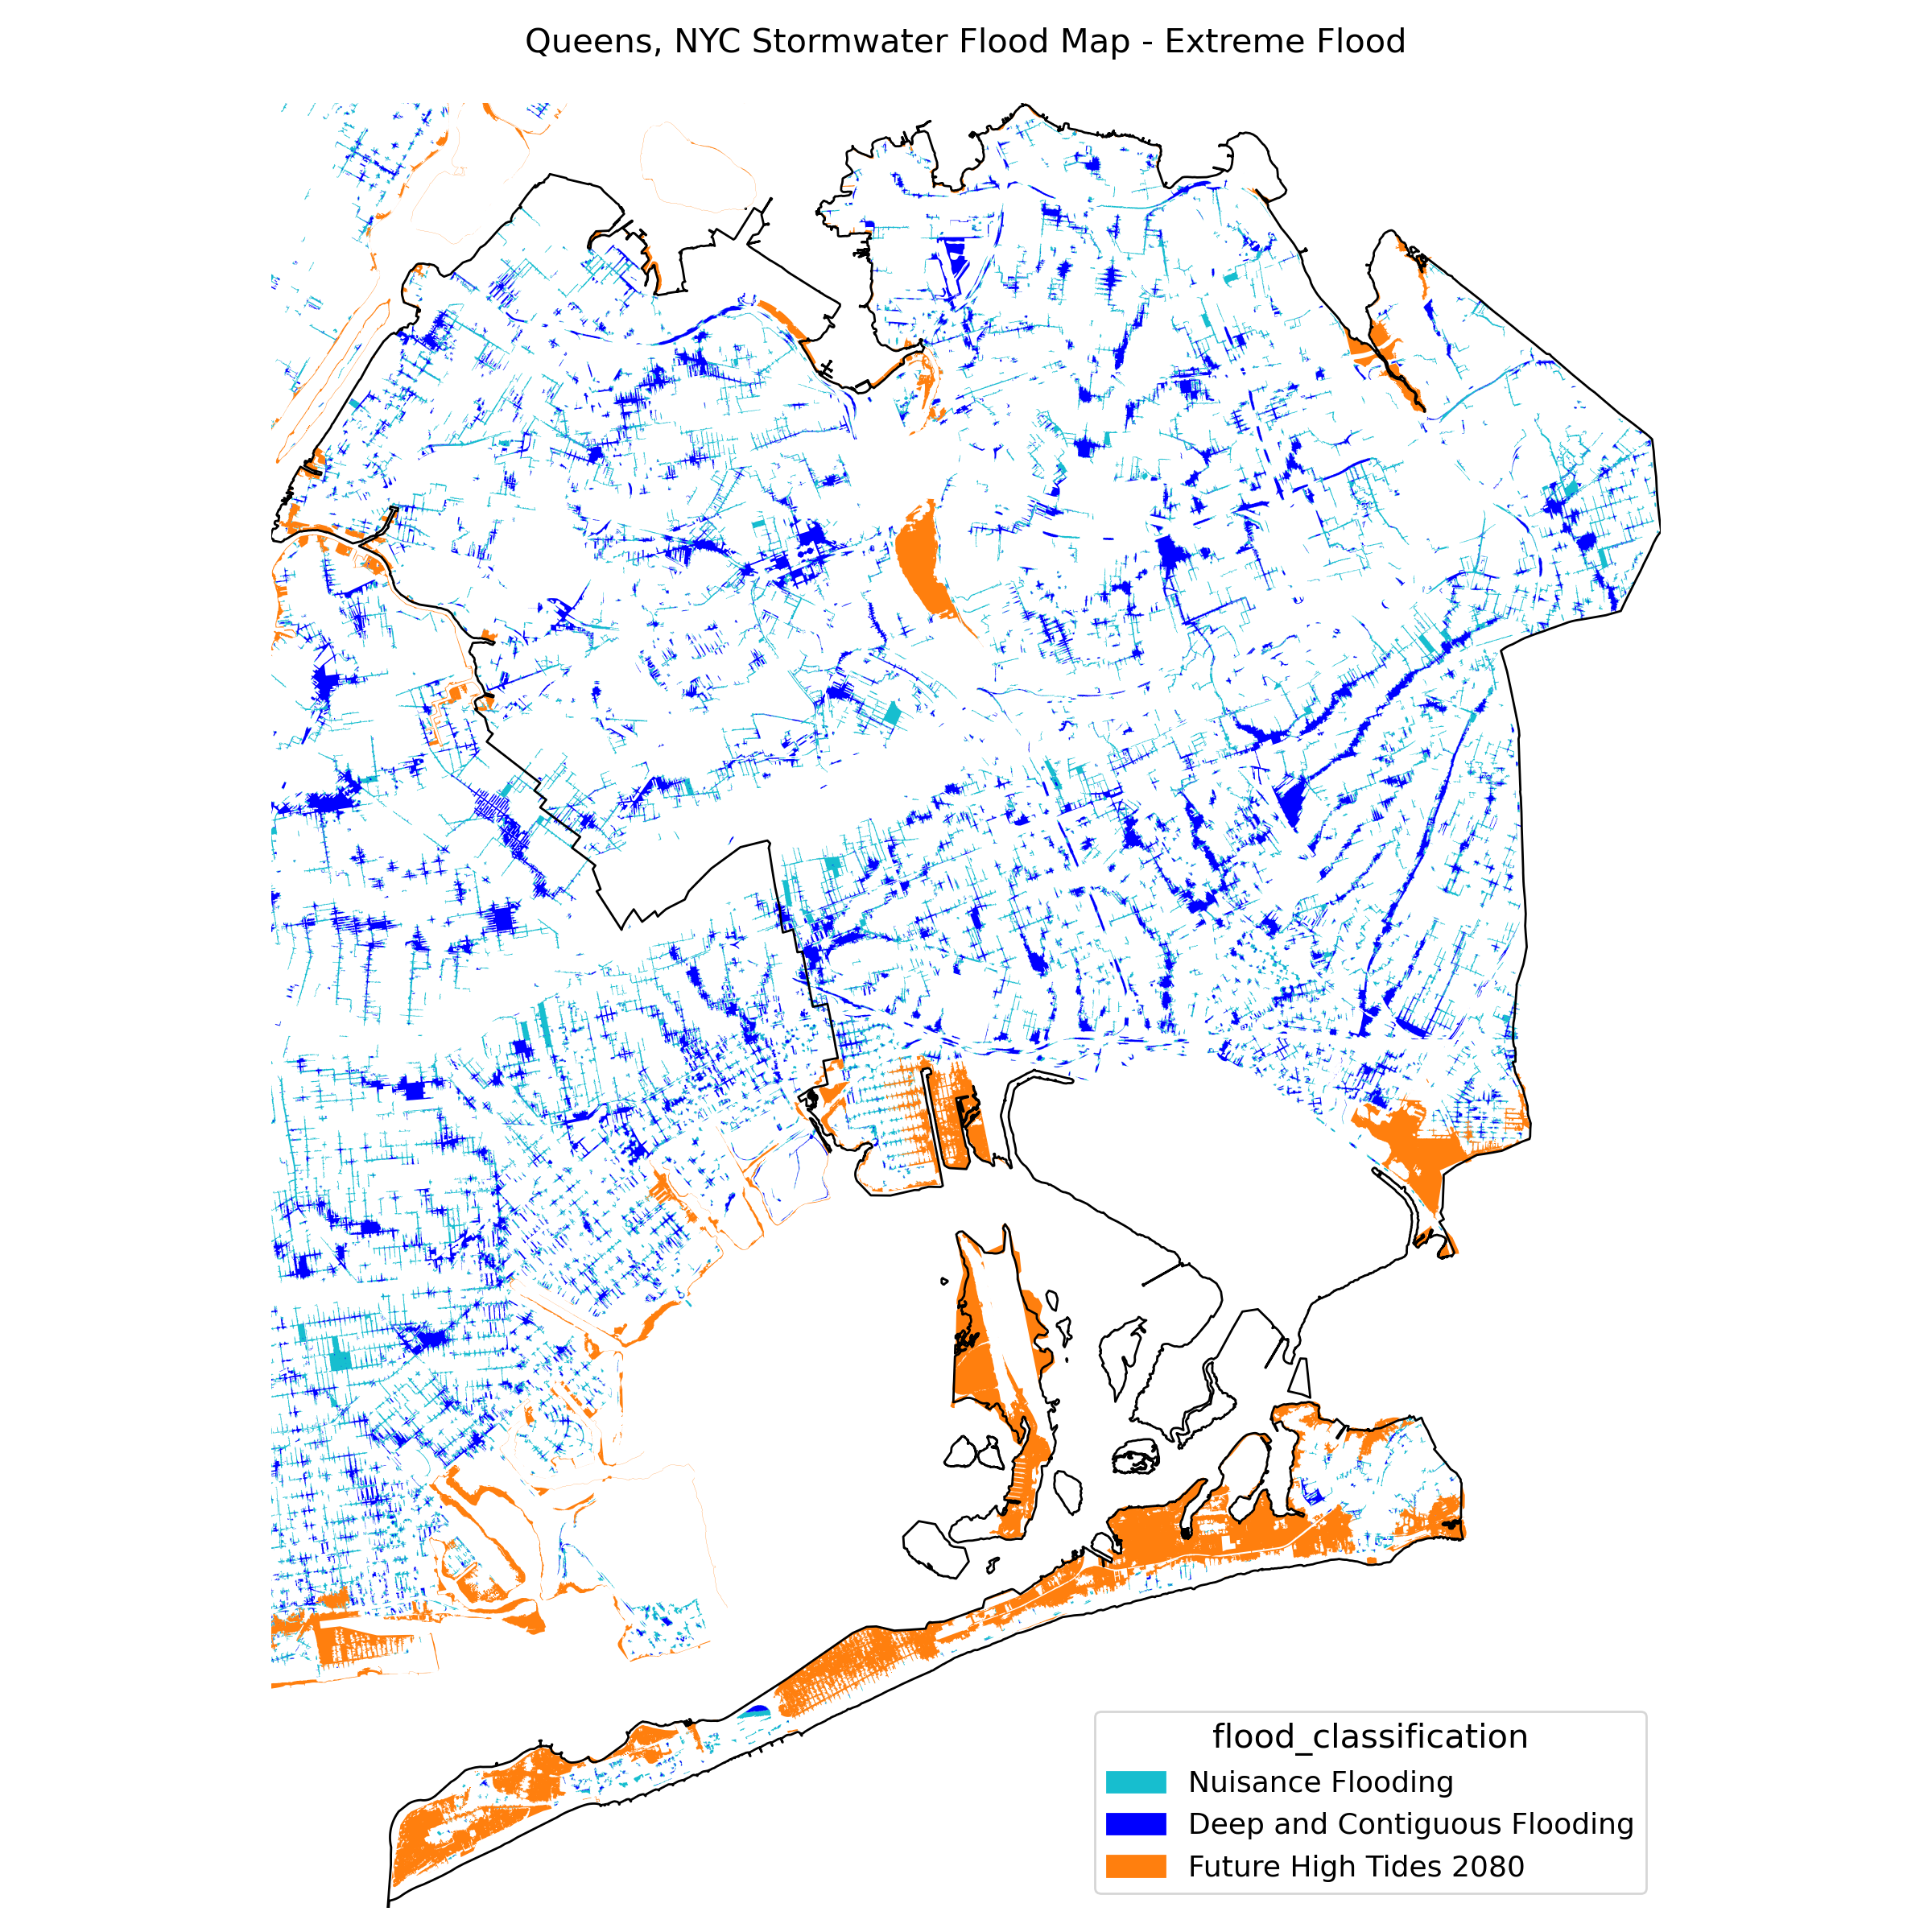 Queens, NYC Stormwater Flood Map - Extreme Flood
flood_classification
Nuisance Flooding
Deep and Contiguous Flooding
Future High Tides 2080